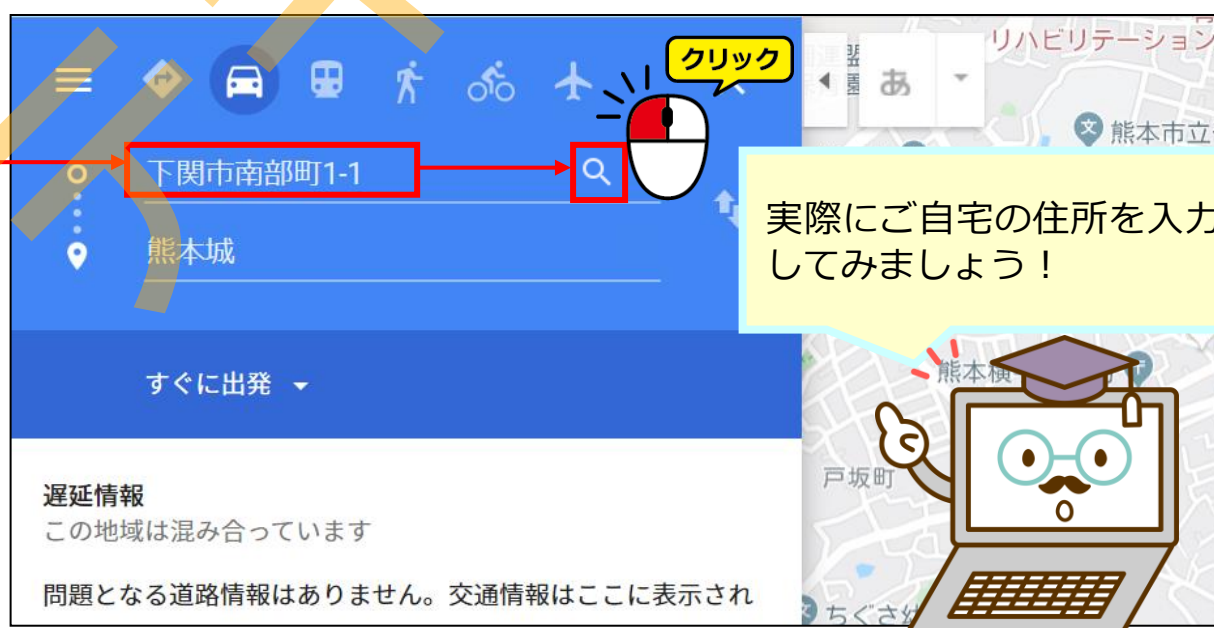 クリック
あ
リハビリテーション
熊本市立
下関市南部町1-1
熊本城
実際にご自宅の住所を入力
してみましょう！
すぐに出発
戸坂町
遅延情報
この地域は混み合っています
問題となる道路情報はありません。交通情報はここに表示され
ちぐさ